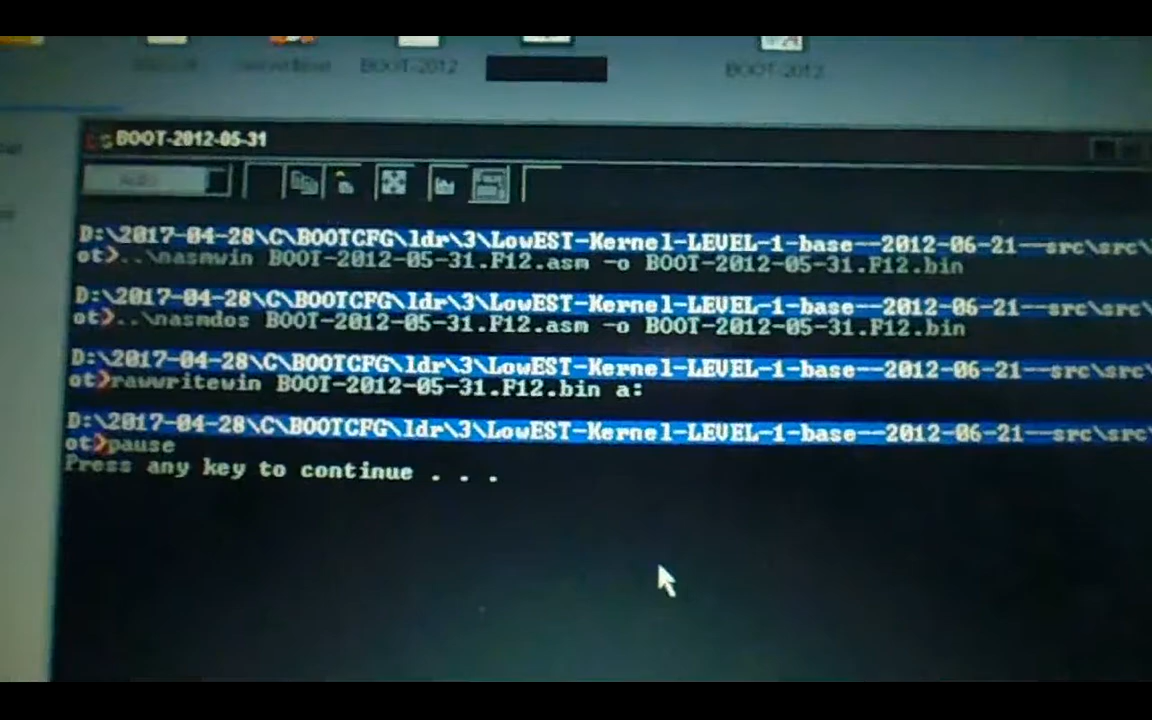 BOOT-2012
BOOT-2012
BOOT-2012-05-31
Auto
D:\2017-04-28\C\BOOTCFG\ldr\3\LowEST-Kernel-LEVEL-1-base--2012-06-21--src\src\
ot>..\nasmwin BOOT-2012-05-31.F12.asm -o BOOT-2012-05-31.F12.bin
D:\2017-04-28\C\BOOTCFG\ldr\3\LowEST-Kernel-LEVEL-1-base--2012-06-21--src\src\
ot>..\nasmdos BOOT-2012-05-31.F12.asm -o BOOT-2012-05-31.F12.bin
D:\2017-04-28\C\BOOTCFG\ldr\3\LowEST-Kernel-LEVEL-1-base--2012-06-21--src\src\
ot>rawwritewin BOOT-2012-05-31.F12.bin a:
D:\2017-04-28\C\BOOTCFG\ldr\3\LowEST-Kernel-LEVEL-1-base--2012-06-21--src\src\
ot>pause
Press any key to continue . . .